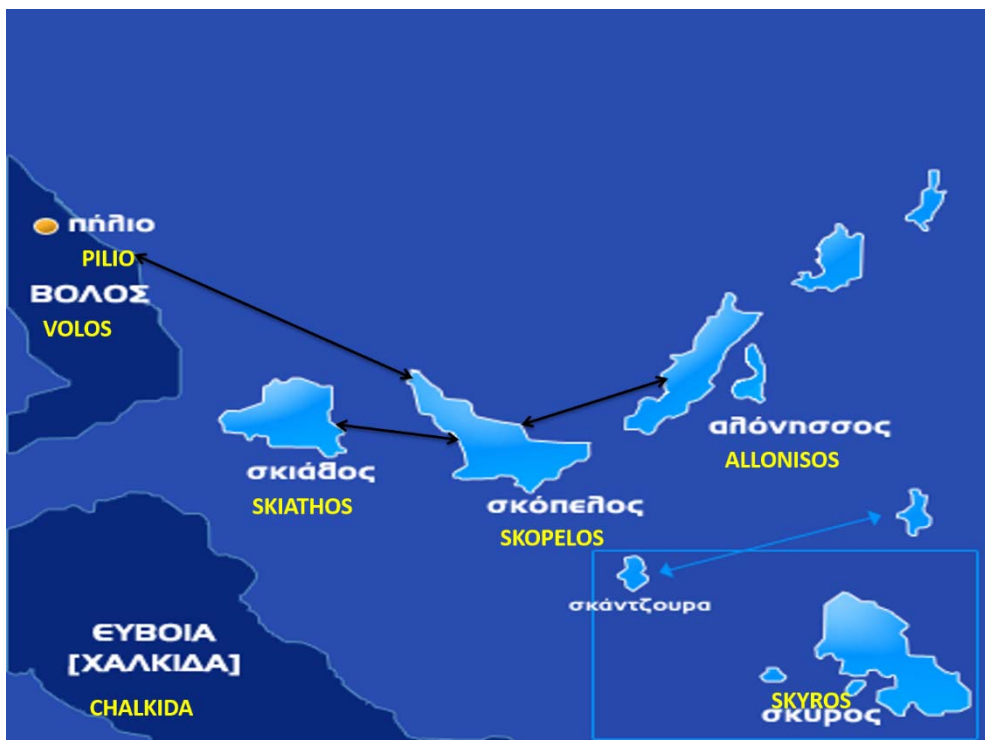 πήλιο
PILIO
ΒΟΛΟΣ
VOLOS
σκιάθος
SKIATHOS
σκόπελος
SKOPELOS
αλόνησσος
ALLONISOS
σκάντζουρα
ΕΥΒΟΙΑ
[ΧΑΛΚΙΔΑ]
CHALKIDA
SKYROS
σκυρος